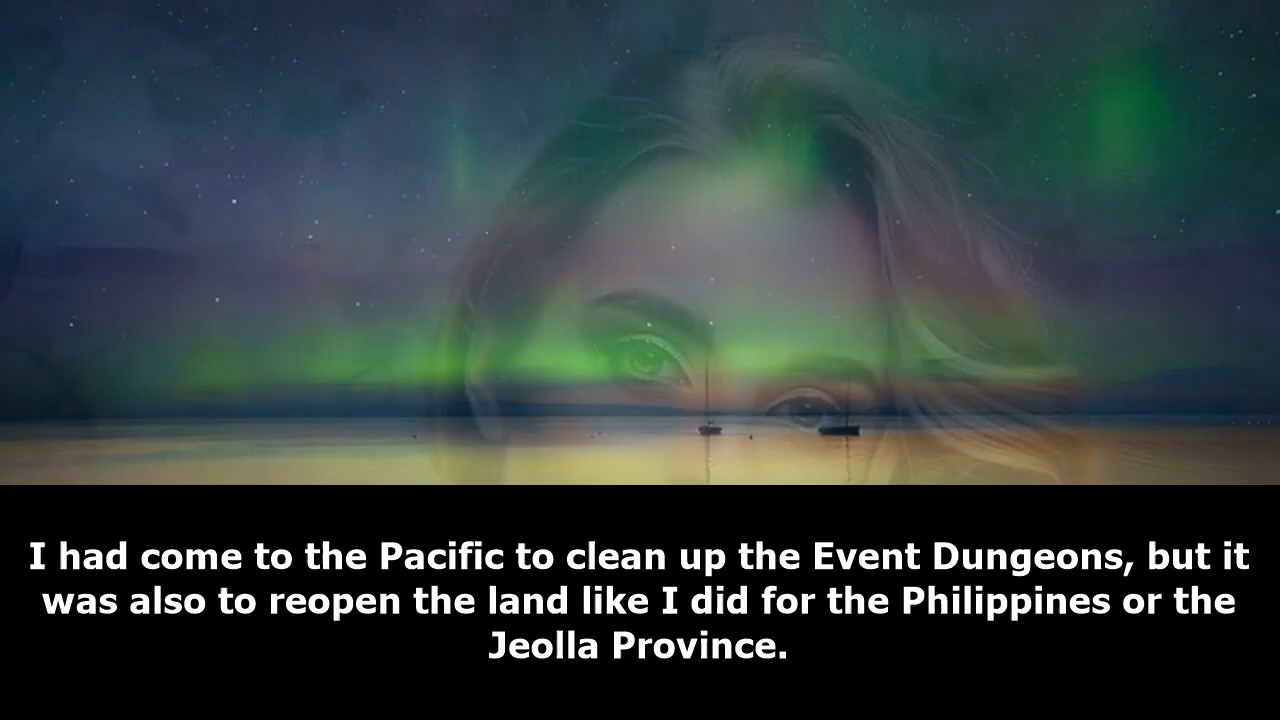 I had come to the Pacific to clean up the Event Dungeons, but it
was also to reopen the land like I did for the Philippines or the
Jeolla Province.